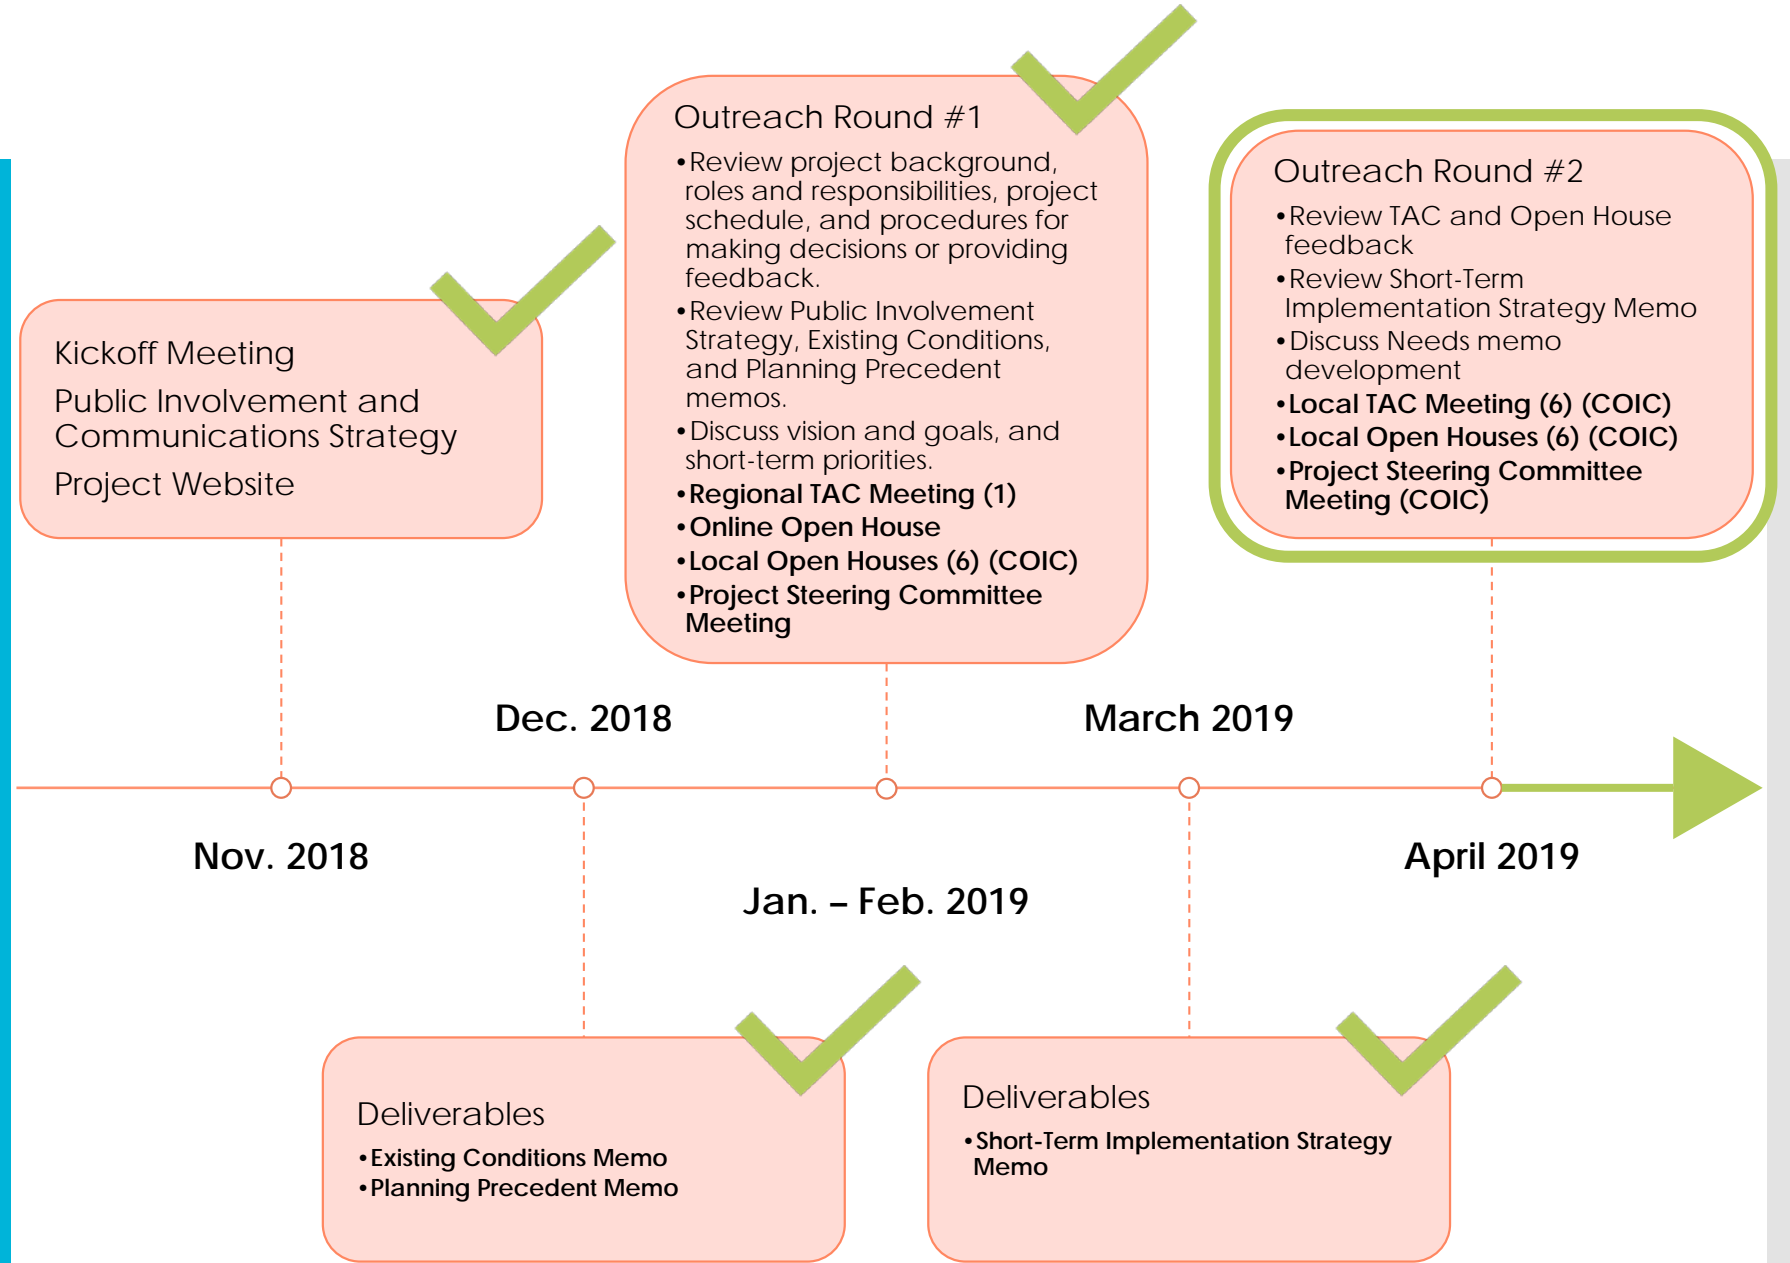 Outreach Round #1
•Review project background,
roles and responsibilities, project
schedule, and procedures for
making decisions or providing
feedback.
•Review Public Involvement
Strategy, Existing Conditions,
and Planning Precedent
memos.
•Discuss vision and goals, and
short-term priorities.
•Regional TAC Meeting (1)
•Online Open House
•Local Open Houses (6) (COIC)
•Project Steering Committee
Meeting
Outreach Round #2
•Review TAC and Open House
feedback
•Review Short-Term
Implementation Strategy Memo
•Discuss Needs memo
development
•Local TAC Meeting (6) (COIC)
•Local Open Houses (6) (COIC)
•Project Steering Committee
Meeting (COIC)
Kickoff Meeting
Public Involvement and
Communications Strategy
Project Website
Dec. 2018
March 2019
Nov. 2018
April 2019
Jan. – Feb. 2019
Deliverables
•Existing Conditions Memo
•Planning Precedent Memo
Deliverables
•Short-Term Implementation Strategy
Memo